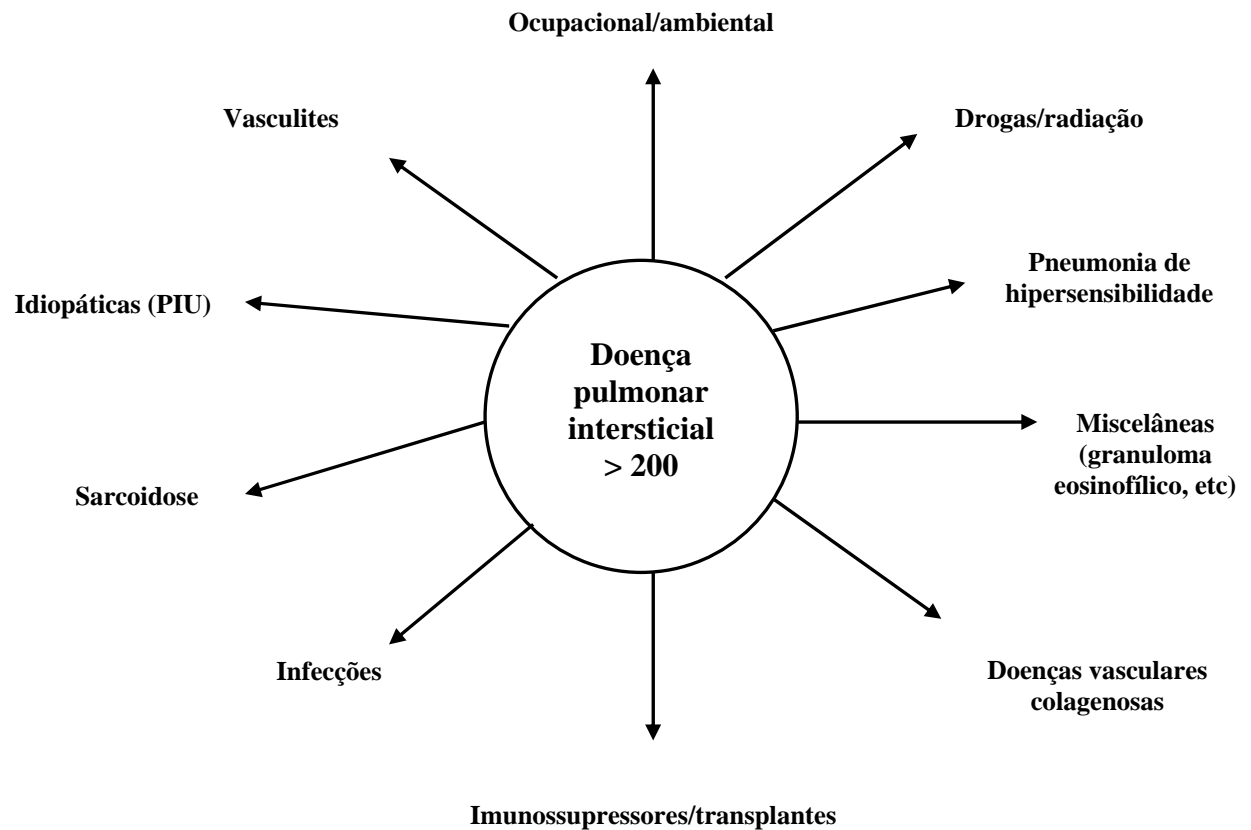 Ocupacional/ambiental
Vasculites
Drogas/radiação
Pneumonia de
hipersensibilidade
Idiopáticas (PIU)
Doença
pulmonar
intersticial
> 200
Miscelâneas
(granuloma
eosinofílico, etc)
Sarcoidose
Infecções
Doenças vasculares
colagenosas
Imunossupressores/transplantes